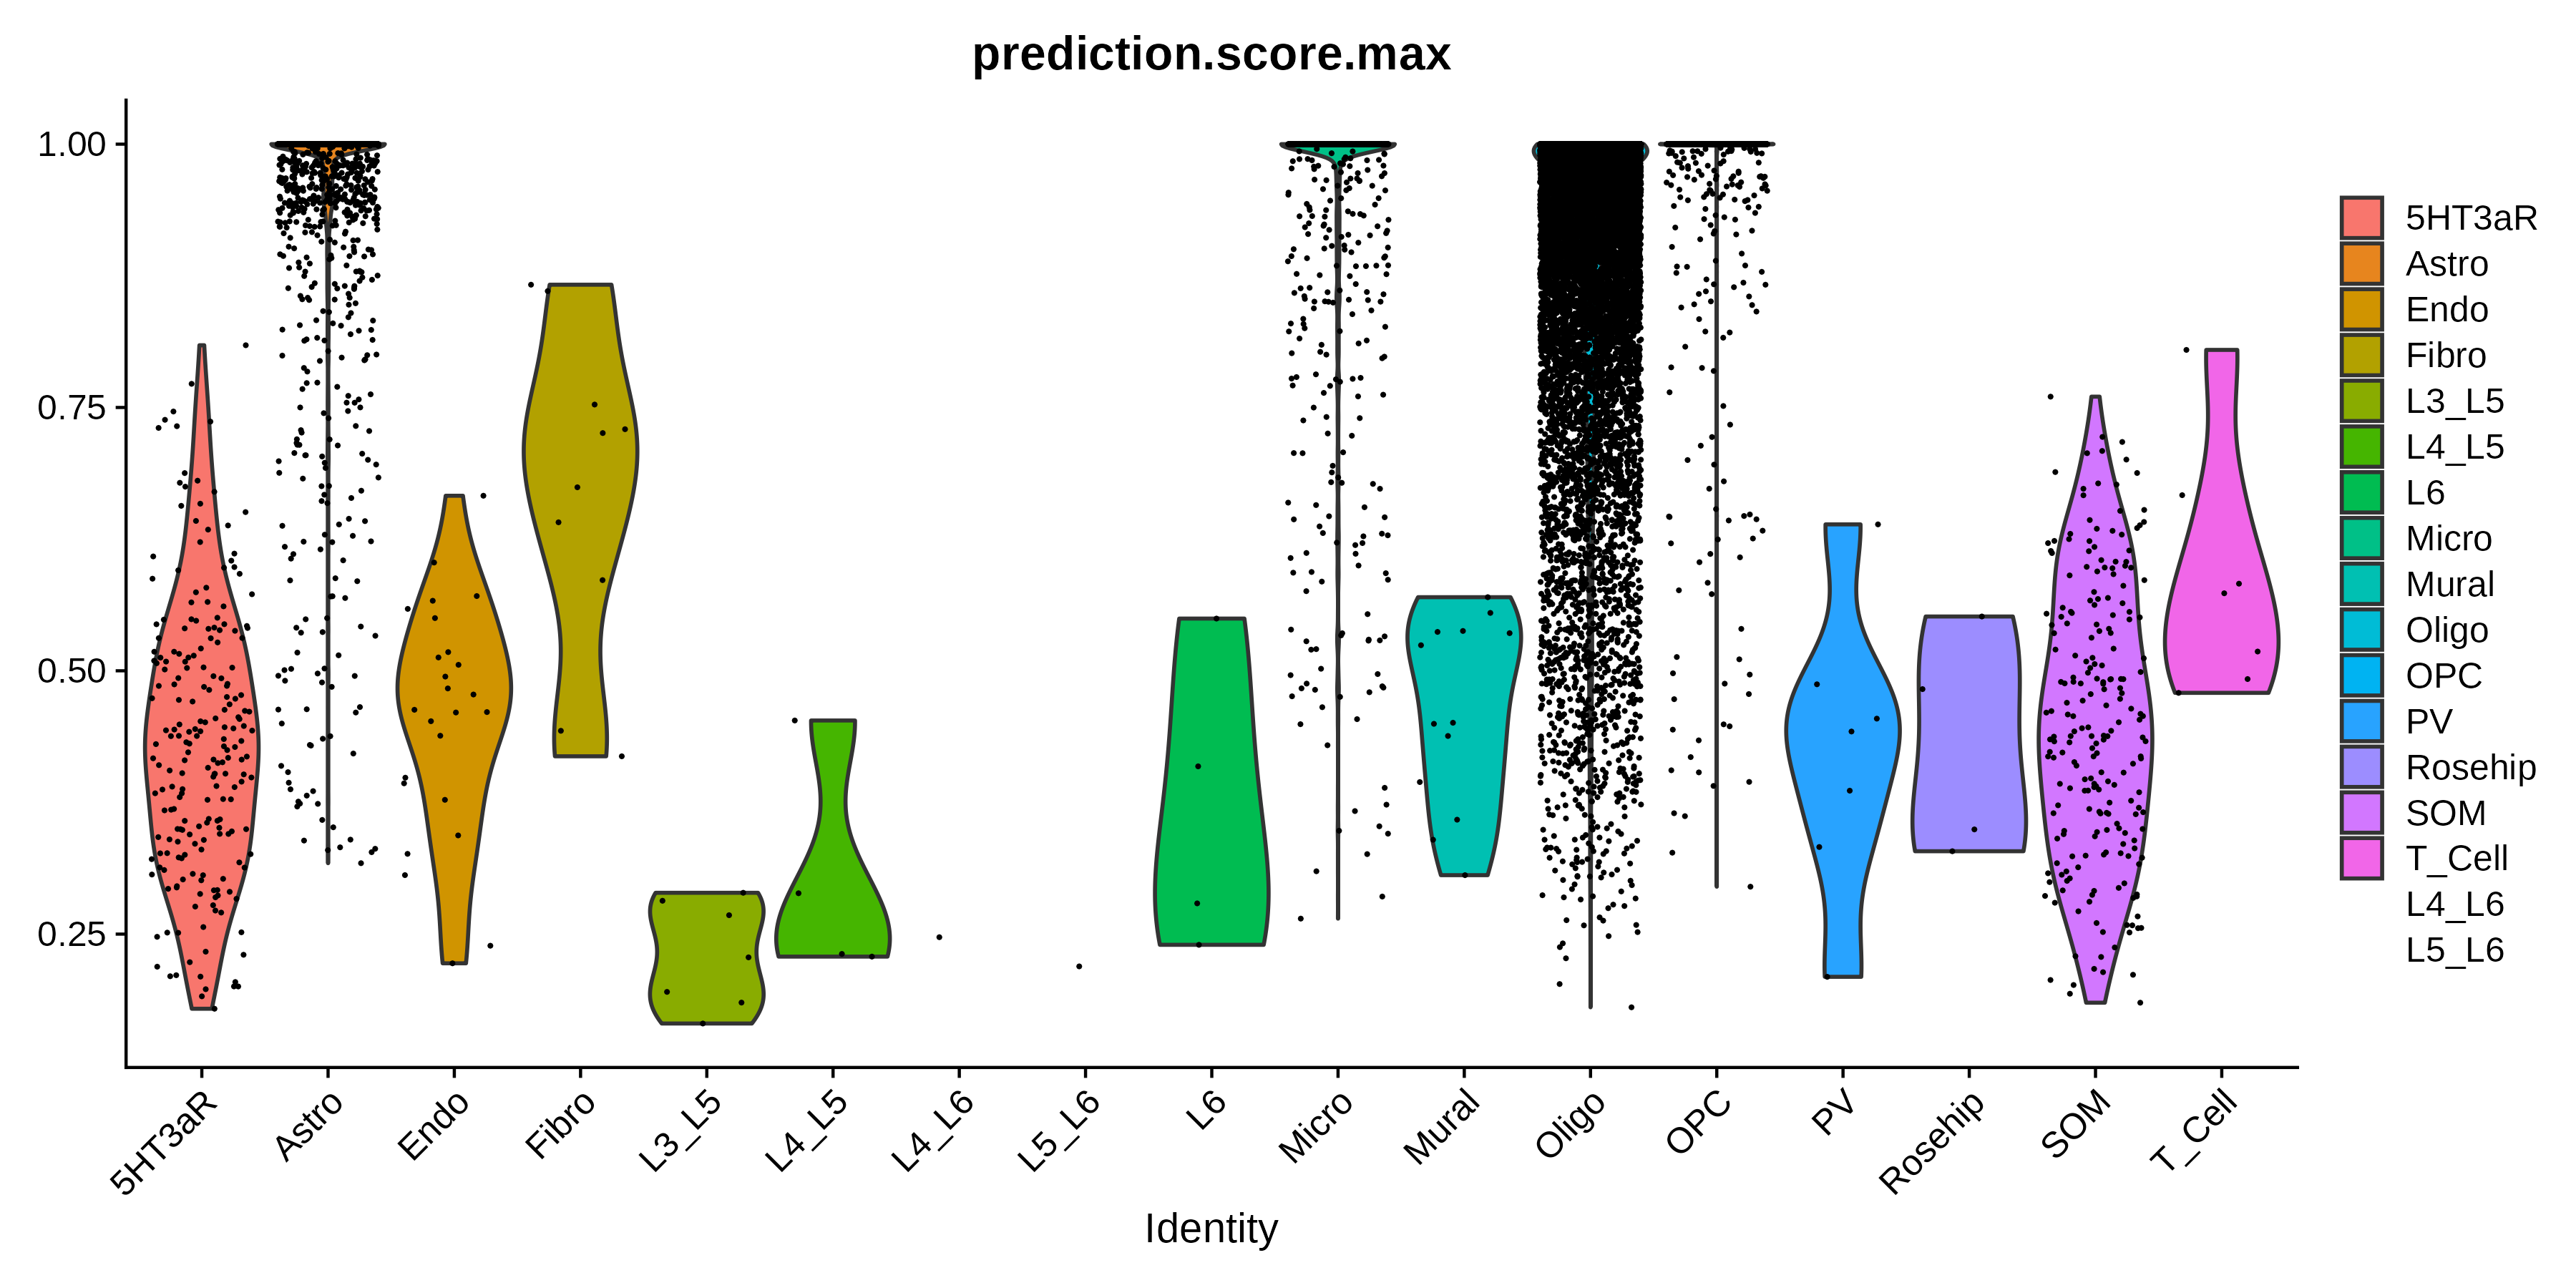 prediction.score.max
1.00
0.75
0.50
0.25
5HT3aR
Astro
Endo
Fibro
L3_L5
L4_L5
L4_L6
L5_L6
L6
Micro
Mural
Oligo
OPC
PV
Rosehip
SOM
T_Cell
Identity
5HT3aR
Astro
Endo
Fibro
L3_L5
L4_L5
L6
Micro
Mural
Oligo
OPC
PV
Rosehip
SOM
T_Cell
L4_L6
L5_L6